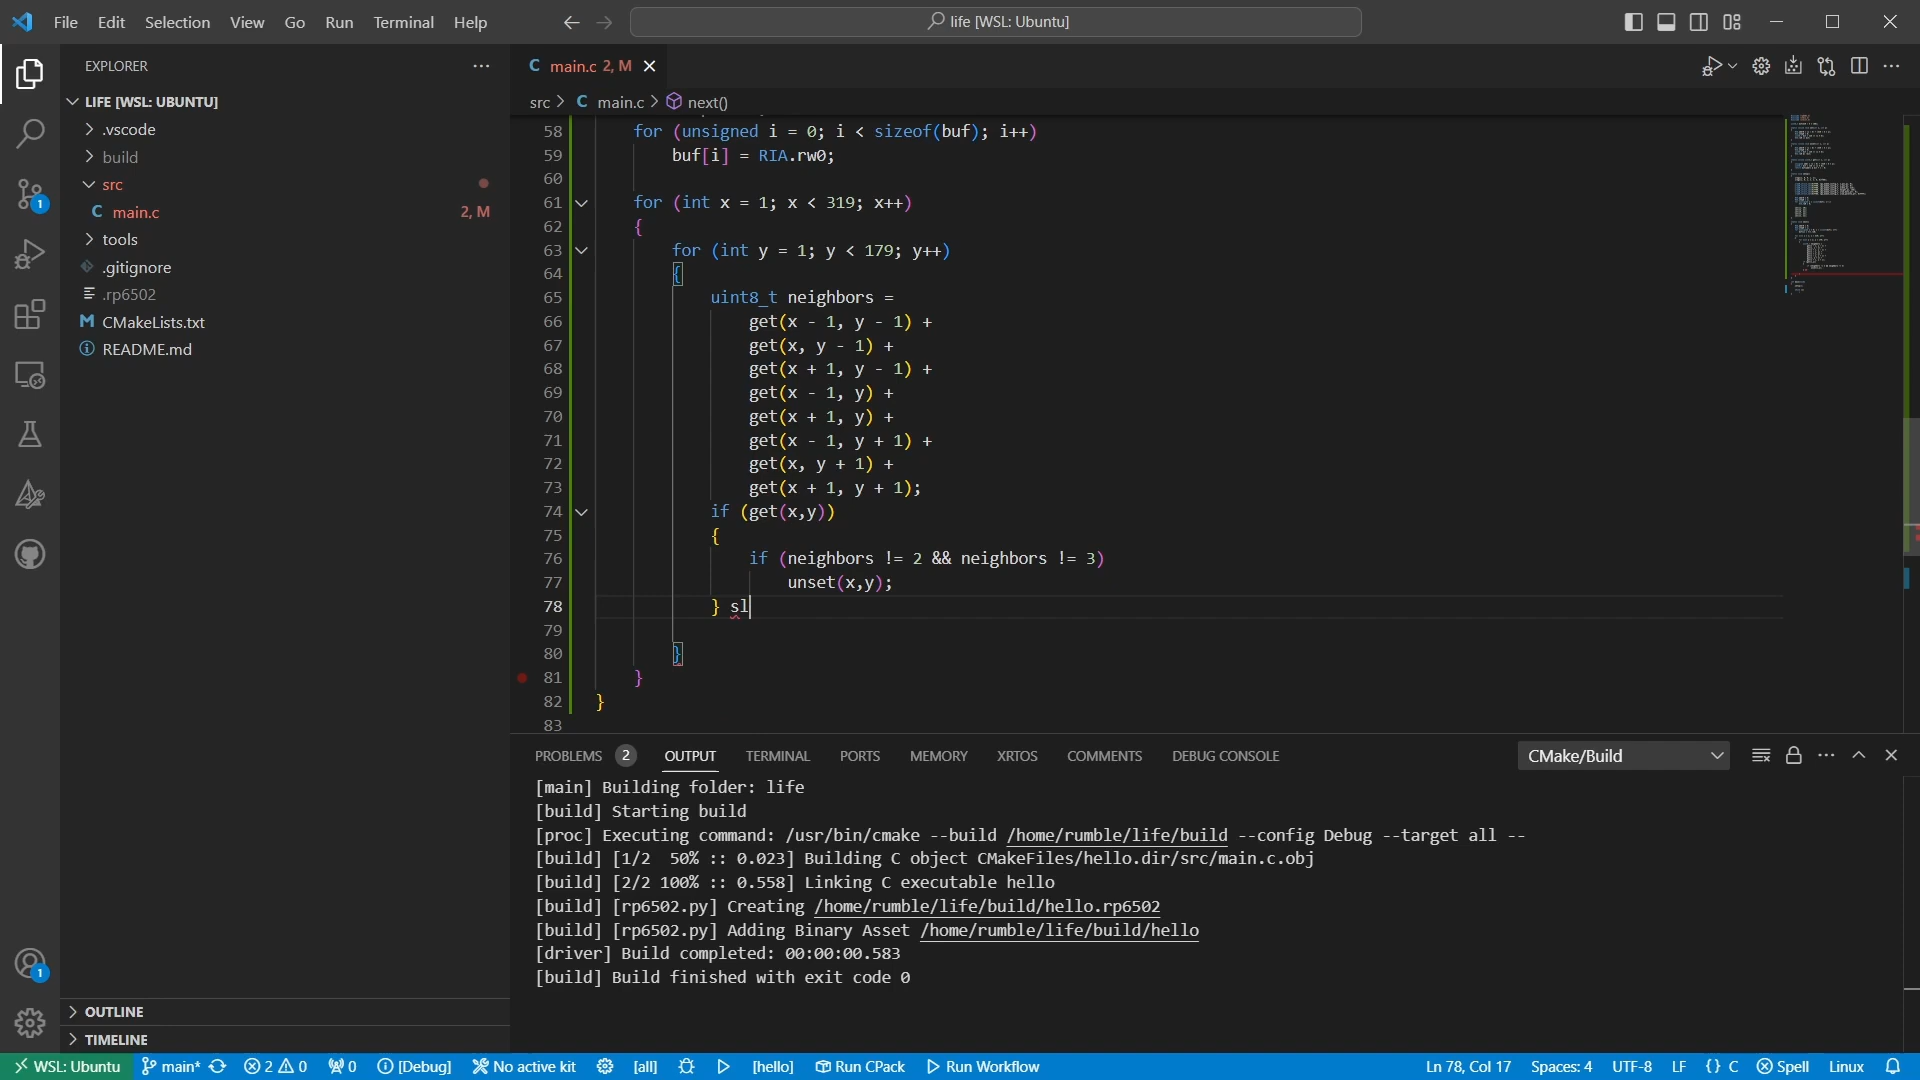 File Edit Selection View Go Run Terminal Help
life [WSL: Ubuntu]
EXPLORER
LIFE [WSL: UBUNTU]
.vscode
build
src
C main.c 2, M
tools
.gitignore
.rp6502
M CMakeLists.txt
README.md
OUTLINE
TIMELINE
1
1
C main.c 2, M
src > C main.c > next()
58 for (unsigned i = 0; i < sizeof(buf); i++)
59 buf[i] = RIA.rw0;
60
61 for (int x = 1; x < 319; x++)
62 {
63 for (int y = 1; y < 179; y++)
64 {
65 uint8_t neighbors =
66 get(x - 1, y - 1) +
67 get(x, y - 1) +
68 get(x + 1, y - 1) +
69 get(x - 1, y) +
70 get(x + 1, y) +
71 get(x - 1, y + 1) +
72 get(x, y + 1) +
73 get(x + 1, y + 1);
74 if (get(x,y))
75 {
76 if (neighbors != 2 && neighbors != 3)
77 unset(x,y);
78 } sl
79
80 }
81 }
82 }
83
PROBLEMS 2 OUTPUT TERMINAL PORTS MEMORY XRTOS COMMENTS DEBUG CONSOLE CMake/Build
[main] Building folder: life
[build] Starting build
[proc] Executing command: /usr/bin/cmake --build /home/rumble/life/build --config Debug --target all --
[build] [1/2  50% :: 0.023] Building C object CMakeFiles/hello.dir/src/main.c.obj
[build] [2/2 100% :: 0.558] Linking C executable hello
[build] [rp6502.py] Creating /home/rumble/life/build/hello.rp6502
[build] [rp6502.py] Adding Binary Asset /home/rumble/life/build/hello
[driver] Build completed: 00:00:00.583
[build] Build finished with exit code 0
WSL: Ubuntu main* 2 0 0 [Debug] No active kit [all] [hello] Run CPack Run Workflow Ln 78, Col 17 Spaces: 4 UTF-8 LF {} C Spell Linux